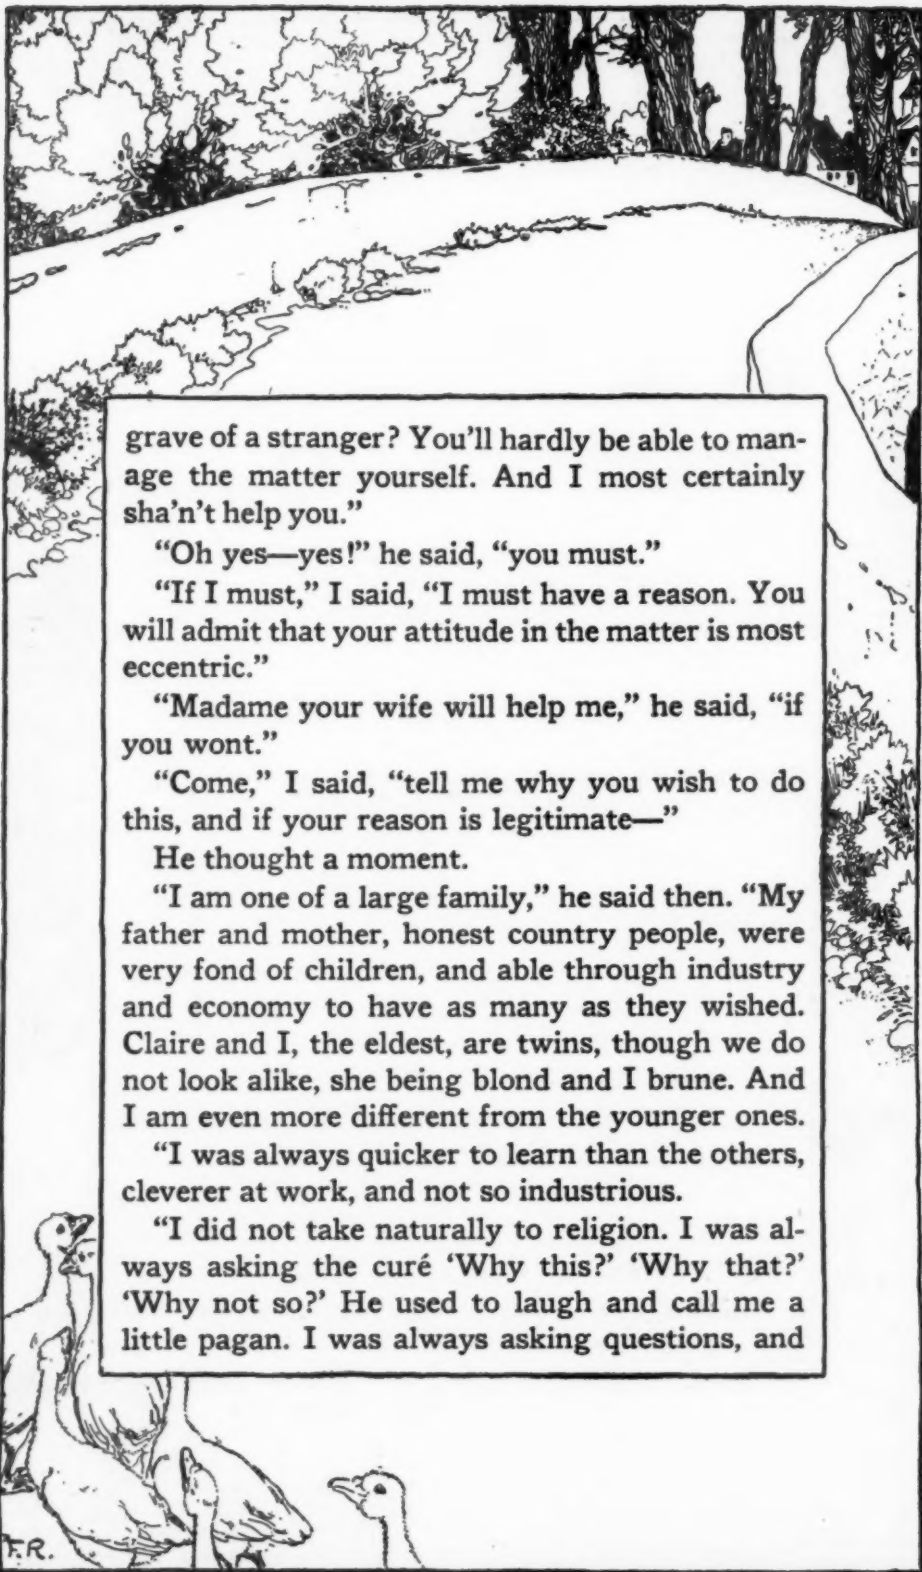 grave of a stranger? You'll hardly be able to man-
age the matter yourself. And I most certainly
sha'n't help you."
"Oh yes—yes!" he said, "you must."
"If I must," I said, "I must have a reason. You
will admit that your attitude in the matter is most
eccentric."
"Madame your wife will help me," he said, "if
you wont."
"Come," I said, "tell me why you wish to do
this, and if your reason is legitimate—"
He thought a moment.
"I am one of a large family," he said then. "My
father and mother, honest country people, were
very fond of children, and able through industry
and economy to have as many as they wished.
Claire and I, the eldest, are twins, though we do
not look alike, she being blond and I brune. And
I am even more different from the younger ones.
"I was always quicker to learn than the others,
cleverer at work, and not so industrious.
"I did not take naturally to religion. I was al-
ways asking the curé 'Why this?' 'Why that?'
'Why not so?' He used to laugh and call me a
little pagan. I was always asking questions, and
F.R.